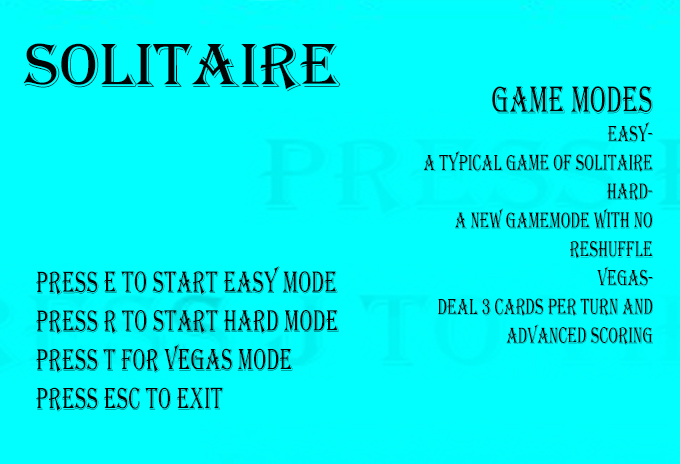 SOLITAIRE
GAME MODES
EASY-
A TYPICAL GAME OF SOLITAIRE
HARD-
A NEW GAMEMODE WITH NO
RESHUFFLE
VEGAS-
DEAL 3 CARDS PER TURN AND
ADVANCED SCORING
PRESS E TO START EASY MODE
PRESS R TO START HARD MODE
PRESS T FOR VEGAS MODE
PRESS ESC TO EXIT